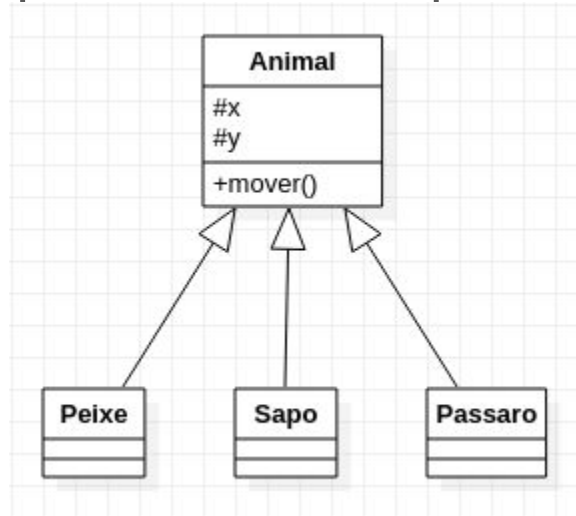 Animal
#x
#y
+mover()
Peixe
Sapo
Passaro